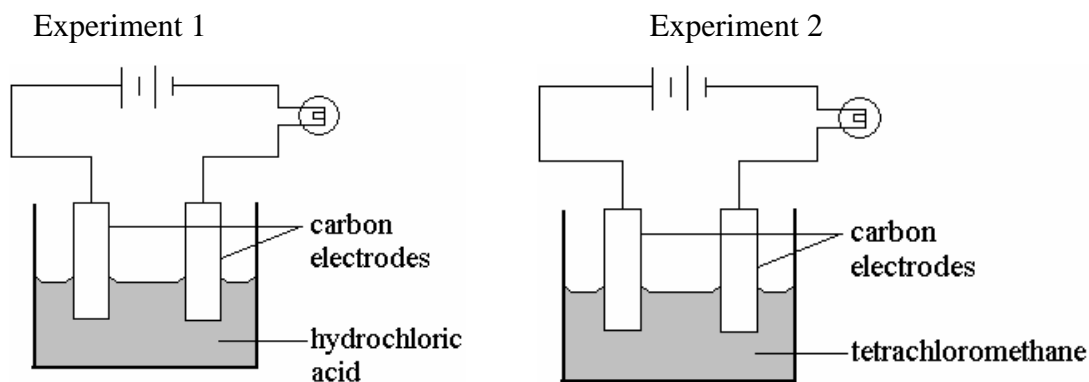 Experiment 1
Experiment 2
carbon
electrodes
hydrochloric
acid
carbon
electrodes
tetrachloromethane